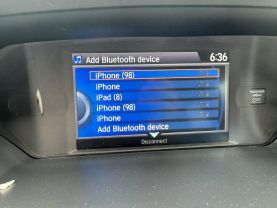 Add Bluetooth device
6:36
iPhone (98)
iPhone
iPad (8)
iPhone (98)
iPhone
Add Bluetooth device
Disconnect